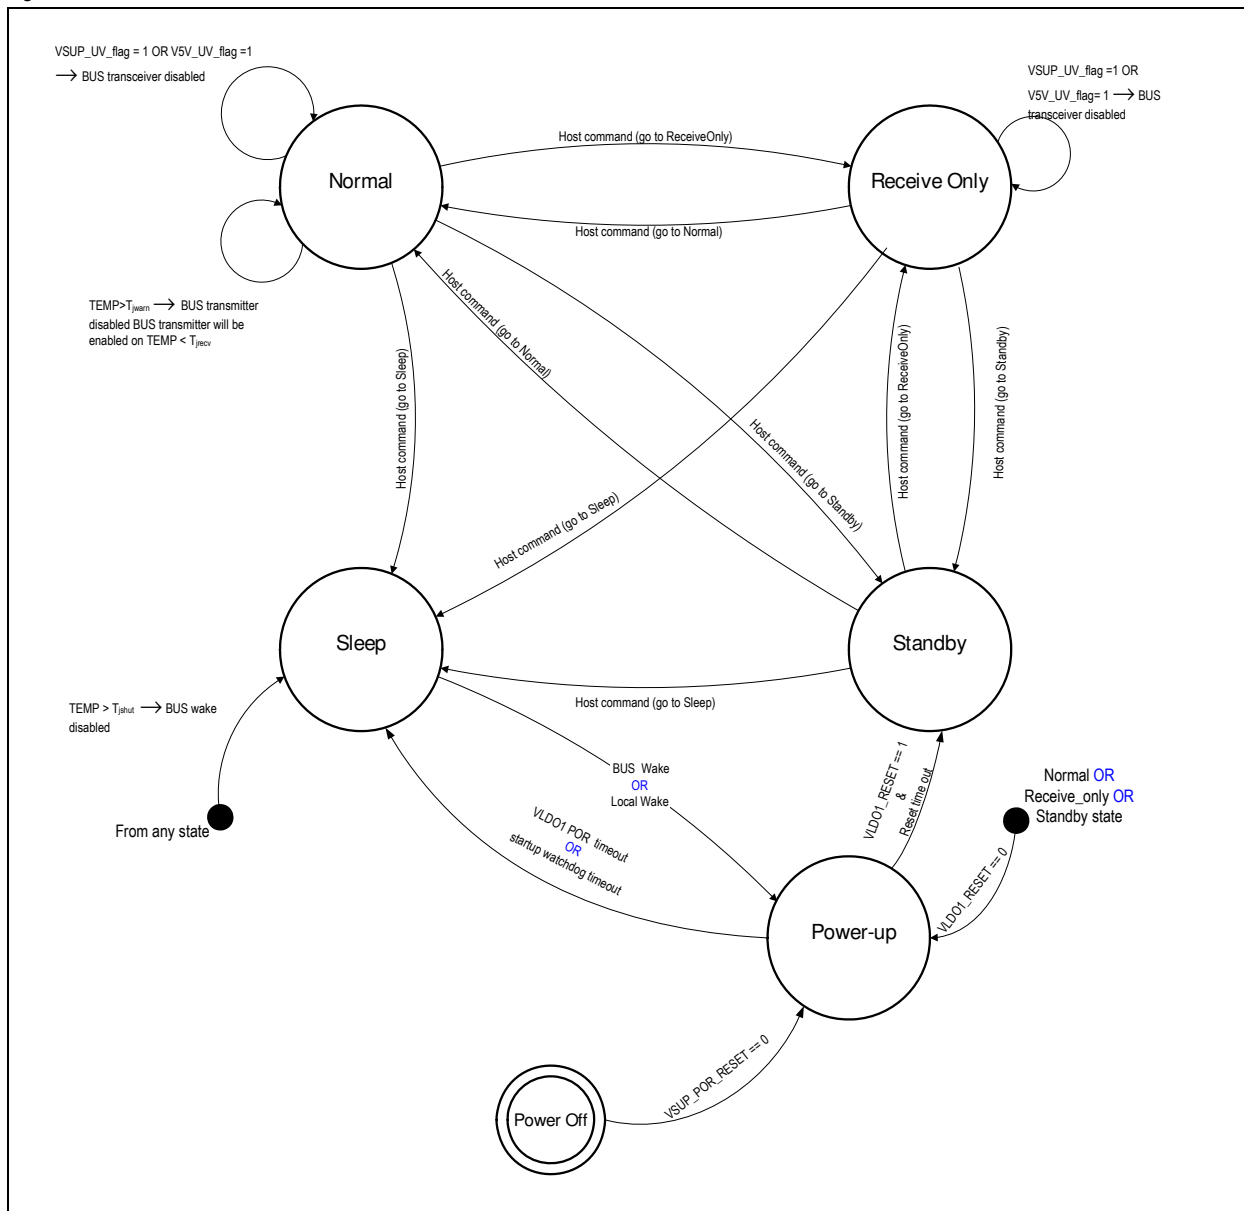 VSUP_UV_flag = 1 OR V5V_UV_flag =1
→ BUS transceiver disabled
VSUP_UV_flag =1 OR
V5V_UV_flag= 1 → BUS
transceiver disabled
Normal
Host command (go to ReceiveOnly)
Receive Only
Host command (go to Normal)
TEMP>Tjwarn → BUS transmitter
disabled BUS transmitter will be
enabled on TEMP < Tjrecv
Host command (go to Sleep)
Host command (go to Normal)
Host command (go to Standby)
Host command (go to Sleep)
Host command (go to ReceiveOnly)
Host command (go to Standby)
Sleep
Standby
Host command (go to Sleep)
TEMP > Tjshut → BUS wake
disabled
From any state
BUS Wake
OR
Local Wake
VLDO1 POR timeout
OR
startup watchdog timeout
VLDO1_RESET == 1
&
Reset time out
Normal OR
Receive_only OR
Standby state
VLDO1_RESET == 0
Power-up
VSUP_POR_RESET == 0
Power Off